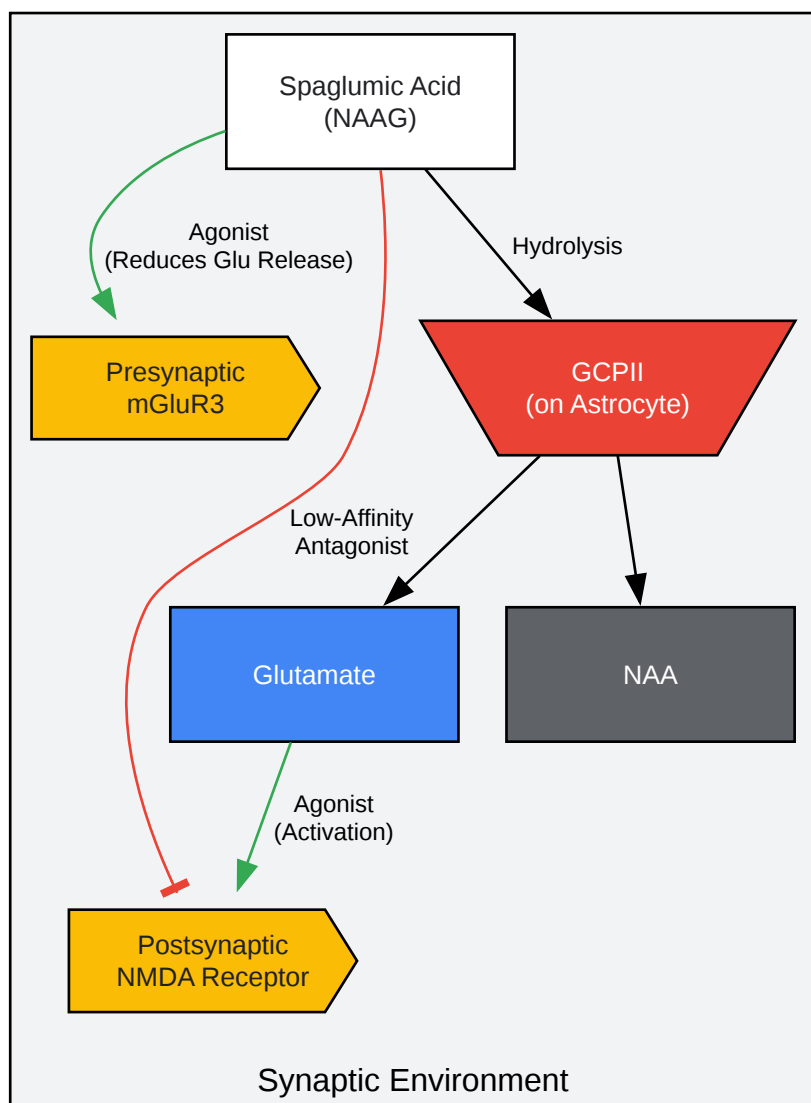 Spaglumic Acid
(NAAG)
Agonist
(Reduces Glu Release)
Hydrolysis
Presynaptic
mGluR3
GCPII
(on Astrocyte)
Low-Affinity
Antagonist
Glutamate
NAA
Agonist
(Activation)
Postsynaptic
NMDA Receptor
Synaptic Environment